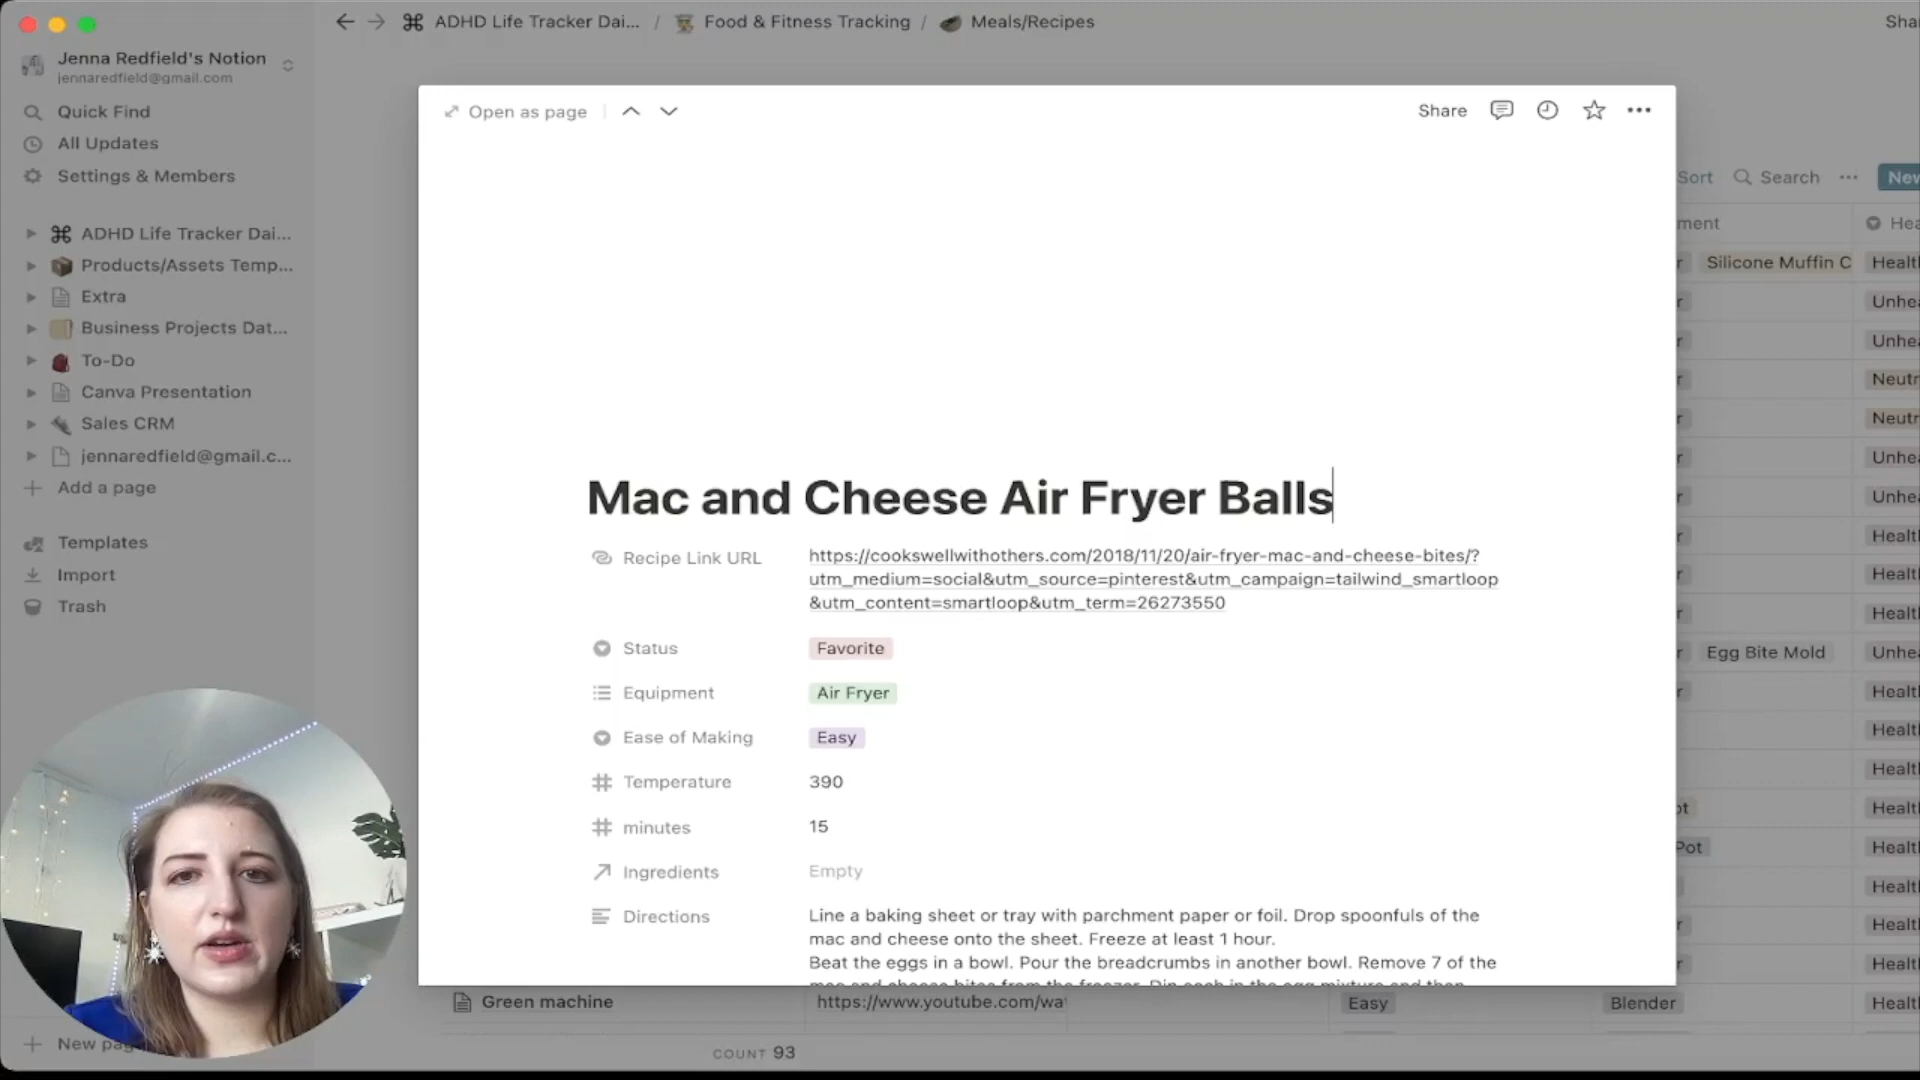 ADHD Life Tracker Dai... / Food & Fitness Tracking / Meals/Recipes
Jenna Redfield's Notion
jennaredfield@gmail.com
Quick Find
All Updates
Settings & Members
ADHD Life Tracker Dai...
Products/Assets Temp...
Extra
Business Projects Dat...
To-Do
Canva Presentation
Sales CRM
jennaredfield@gmail.c...
Add a page
Templates
Import
Trash
Open as page
Share
Mac and Cheese Air Fryer Balls
Recipe Link URL
https://cookswellwithothers.com/2018/11/20/air-fryer-mac-and-cheese-bites/?
utm_medium=social&utm_source=pinterest&utm_campaign=tailwind_smartloop
&utm_content=smartloop&utm_term=26273550
Status Favorite
Equipment Air Fryer
Ease of Making Easy
Temperature 390
minutes 15
Ingredients Empty
Directions
Line a baking sheet or tray with parchment paper or foil. Drop spoonfuls of the
mac and cheese onto the sheet. Freeze at least 1 hour.
Beat the eggs in a bowl. Pour the breadcrumbs in another bowl. Remove 7 of the
Sort Search New
Silicone Muffin C
Egg Bite Mold
Pot
Green machine https://www.youtube.com/wa Easy Blender
COUNT 93